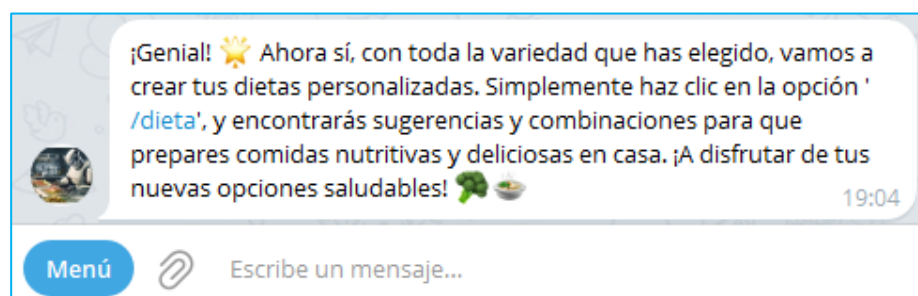 ¡Genial! 🌟 Ahora sí, con toda la variedad que has elegido, vamos a
crear tus dietas personalizadas. Simplemente haz clic en la opción '
/dieta', y encontrarás sugerencias y combinaciones para que
prepares comidas nutritivas y deliciosas en casa. ¡A disfrutar de tus
nuevas opciones saludables! 🥦🍲
19:04
Menú
Escribe un mensaje...